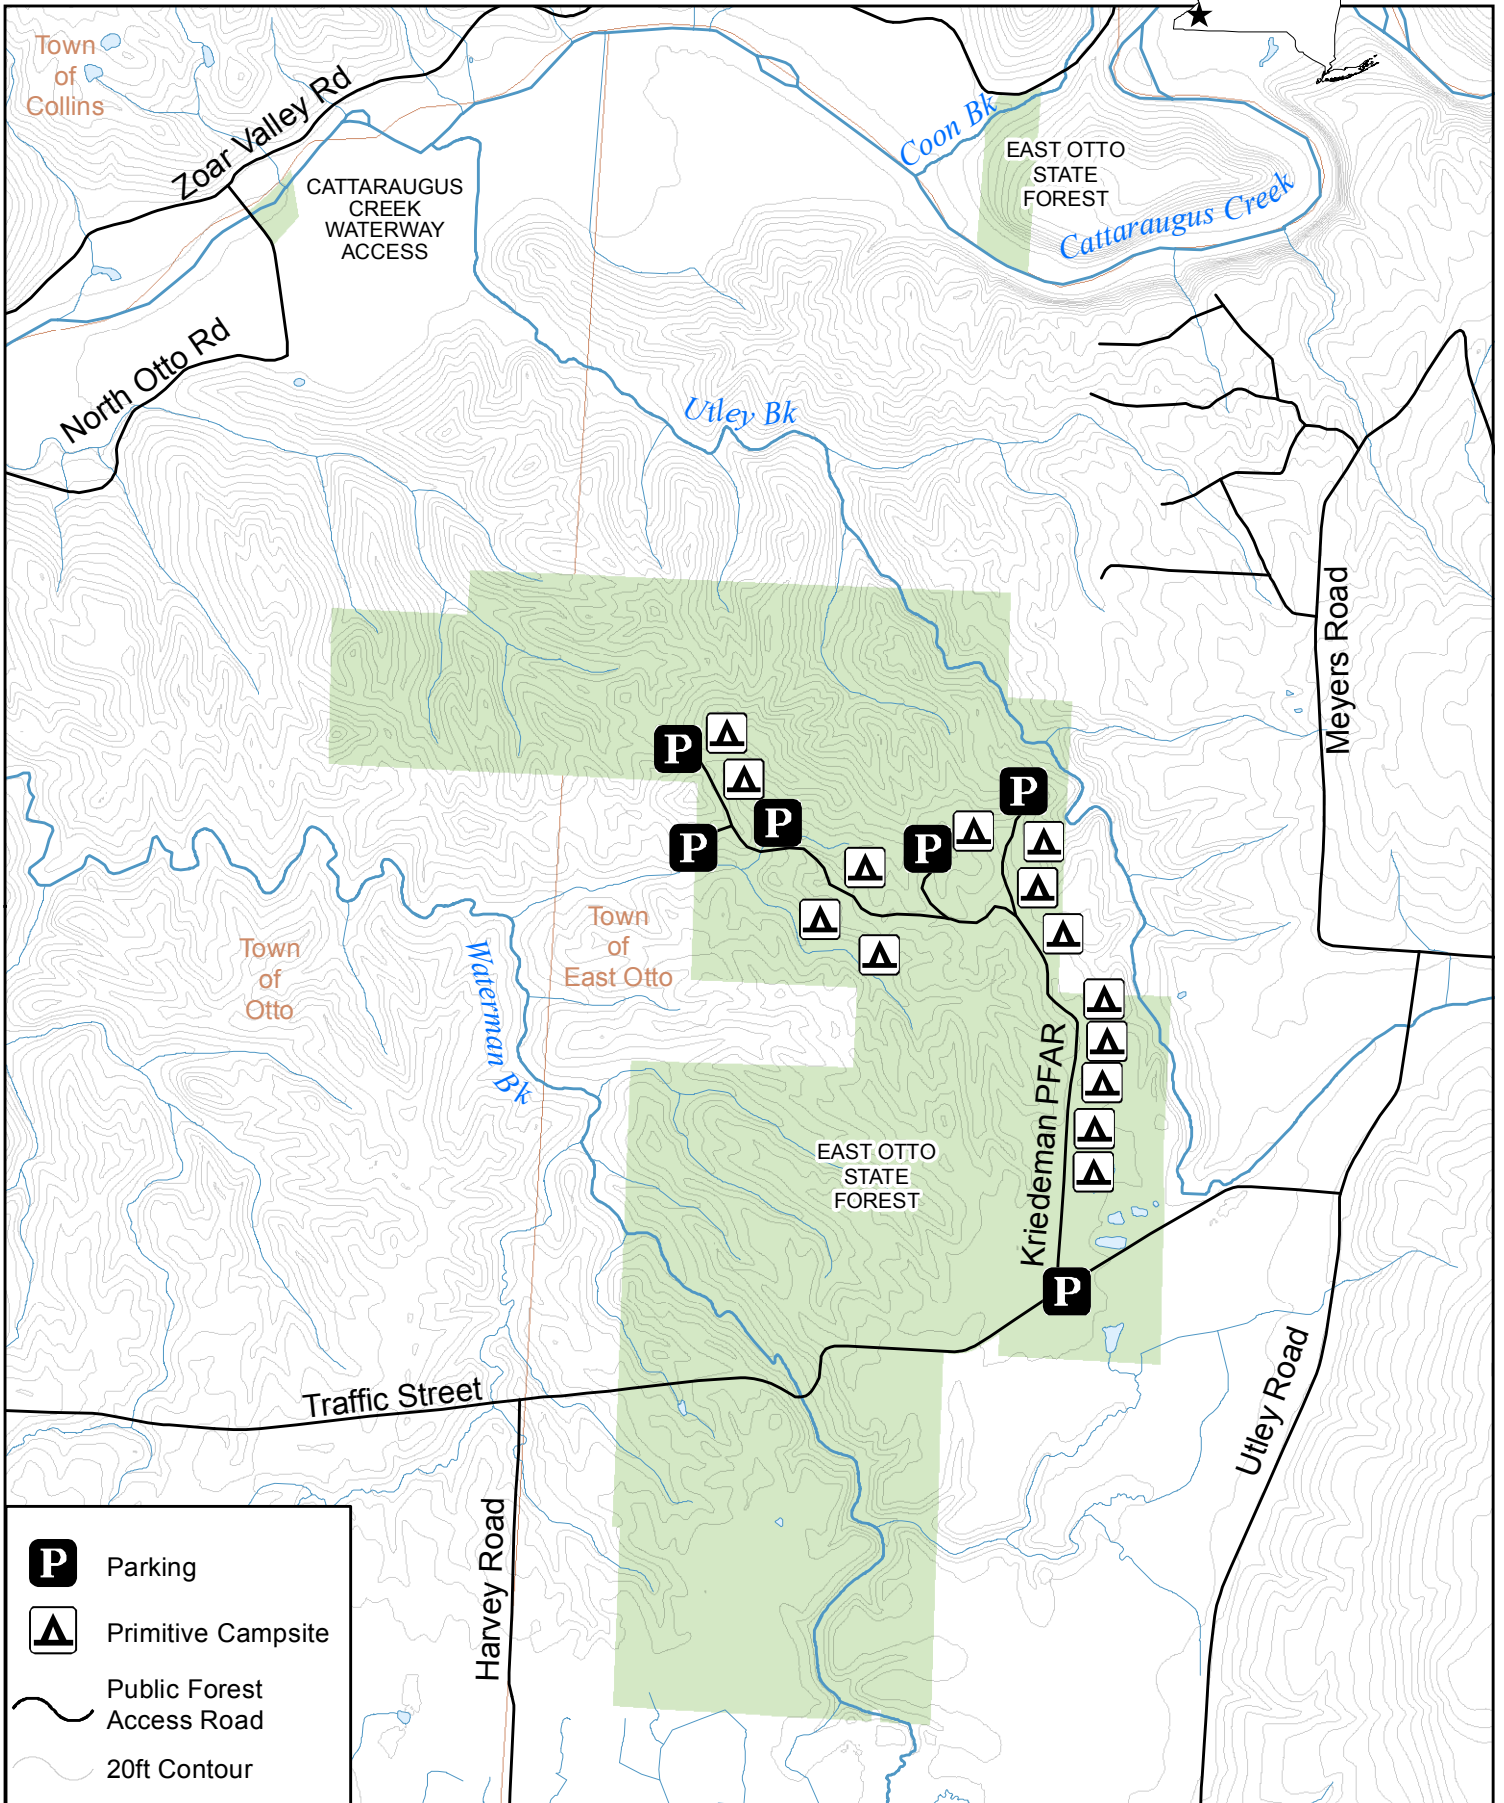 Town
of
Collins
Zoar Valley Rd
CATTARAUGUS
CREEK
WATERWAY
ACCESS
Coon Bk
EAST OTTO
STATE
FOREST
Cattaraugus Creek
North Otto Rd
Utley Bk
Meyers Road
P
P
P
P
P
Town
of
East Otto
Town
of
Otto
Waterman Bk
Kriedeman PFAR
EAST OTTO
STATE
FOREST
P
Traffic Street
Utley Road
Harvey Road
P Parking
Primitive Campsite
Public Forest
Access Road
20ft Contour